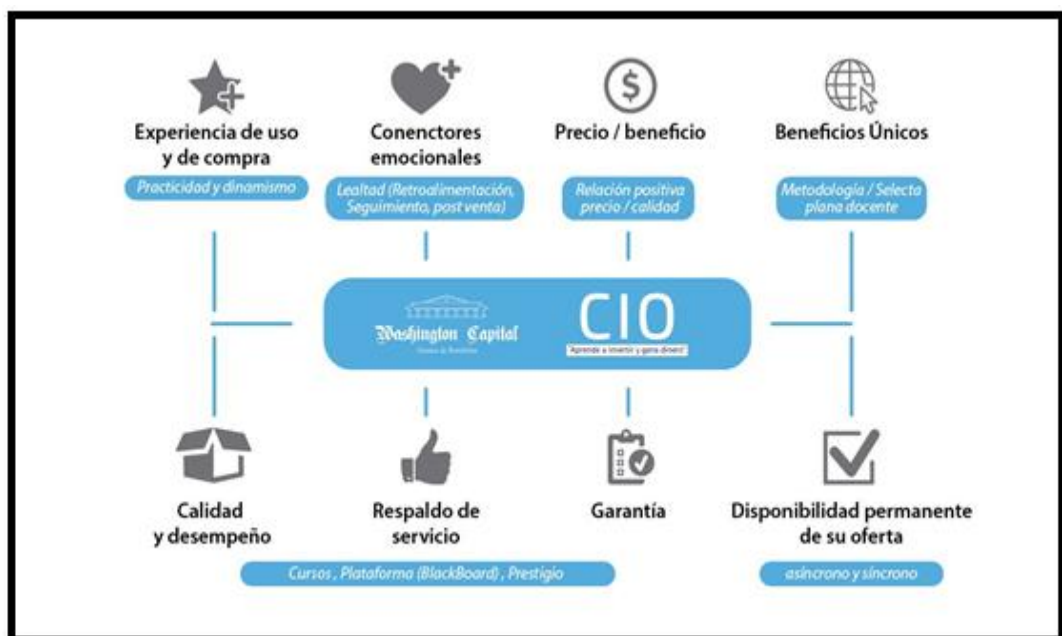 Experiencia de uso
y de compra
Practicidad y dinamismo
Conenctores
emocionales
Lealtad (Retroalimentación,
Seguimiento, post venta)
Precio / beneficio
Relación positiva
precio / calidad
Beneficios Únicos
Metodología / Selecta
plana docente
Washington Capital
CIO
"Aprende a invertir y gana dinero"
Calidad
y desempeño
Respaldo de
servicio
Garantía
Cursos , Plataforma (BlackBoard) , Prestigio
Disponibilidad permanente
de su oferta
asíncrono y síncrono